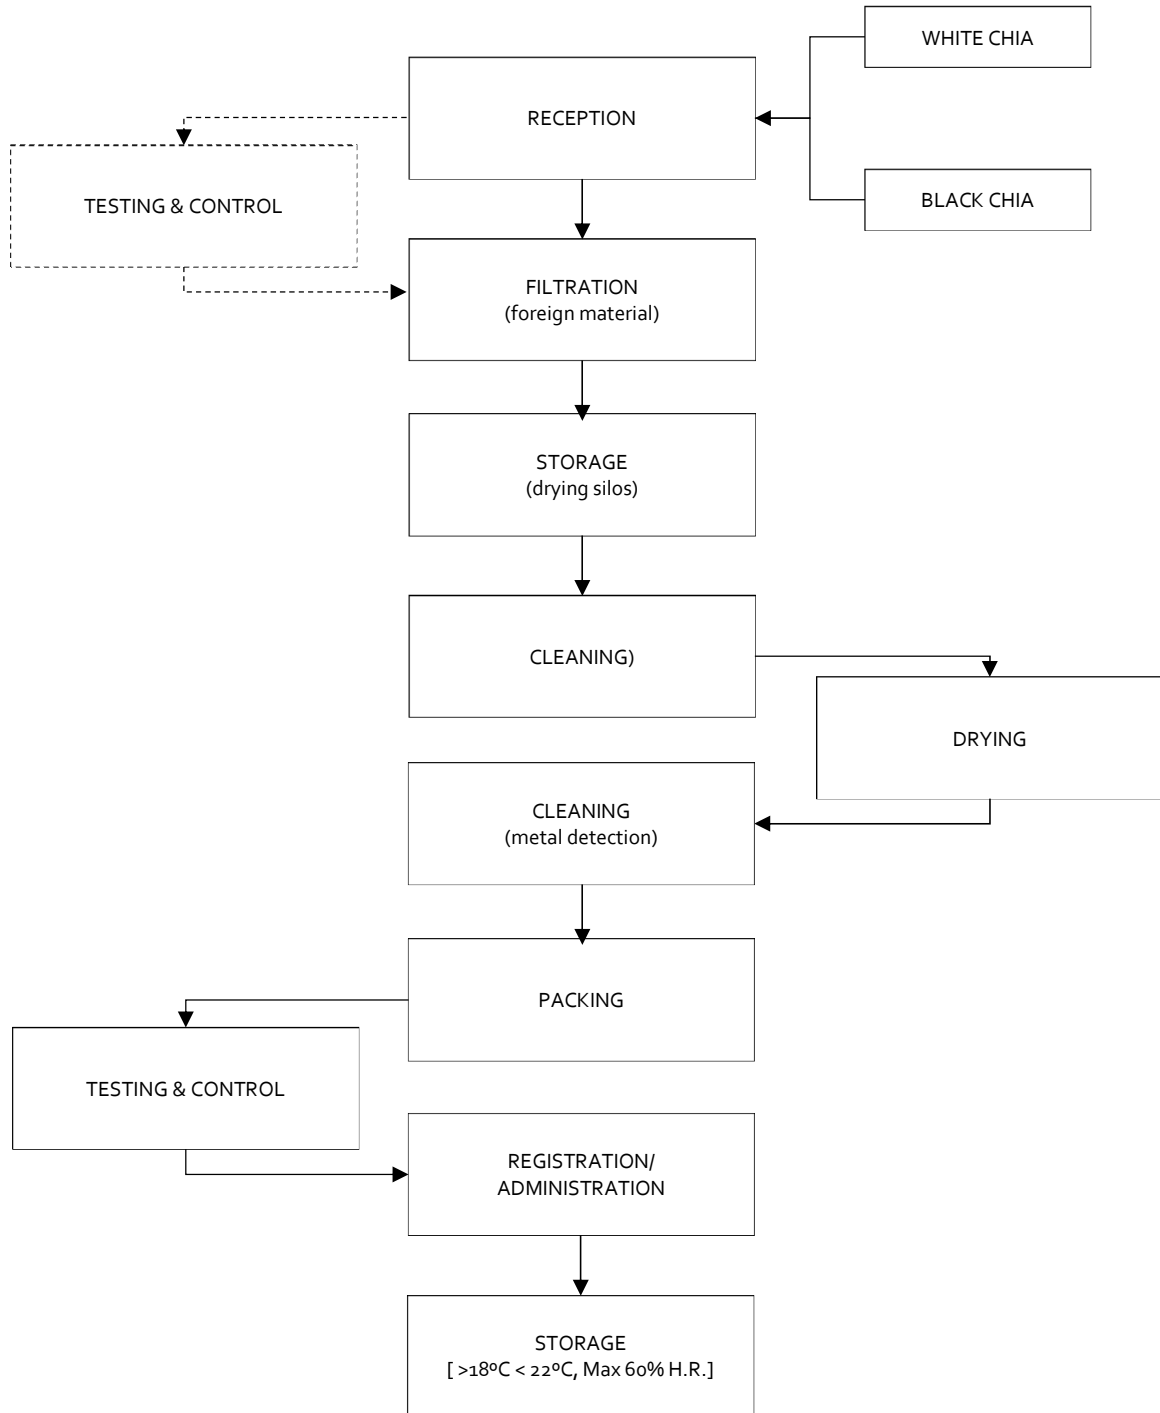 WHITE CHIA
RECEPTION
BLACK CHIA
TESTING & CONTROL
FILTRATION
(foreign material)
STORAGE
(drying silos)
CLEANING)
DRYING
CLEANING
(metal detection)
PACKING
TESTING & CONTROL
REGISTRATION/
ADMINISTRATION
STORAGE
[ >18ºC < 22ºC, Max 60% H.R.]